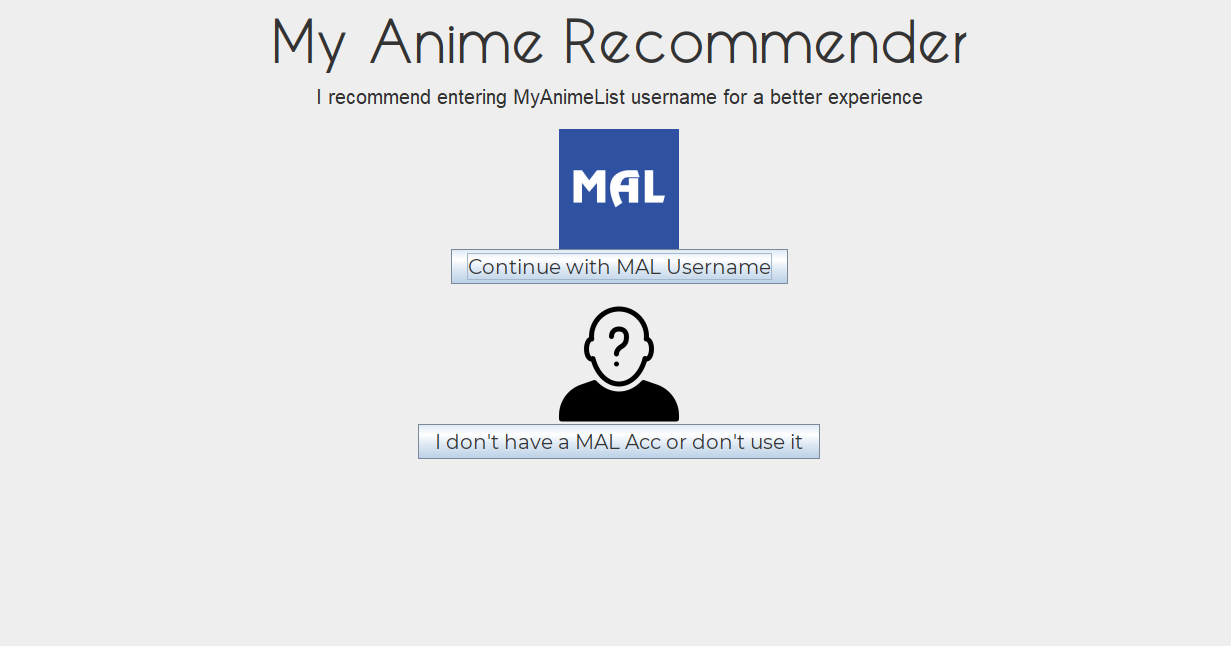 My Anime Recommender
I recommend entering MyAnimeList username for a better experience
MAL
Continue with MAL Username
?
I don't have a MAL Acc or don't use it